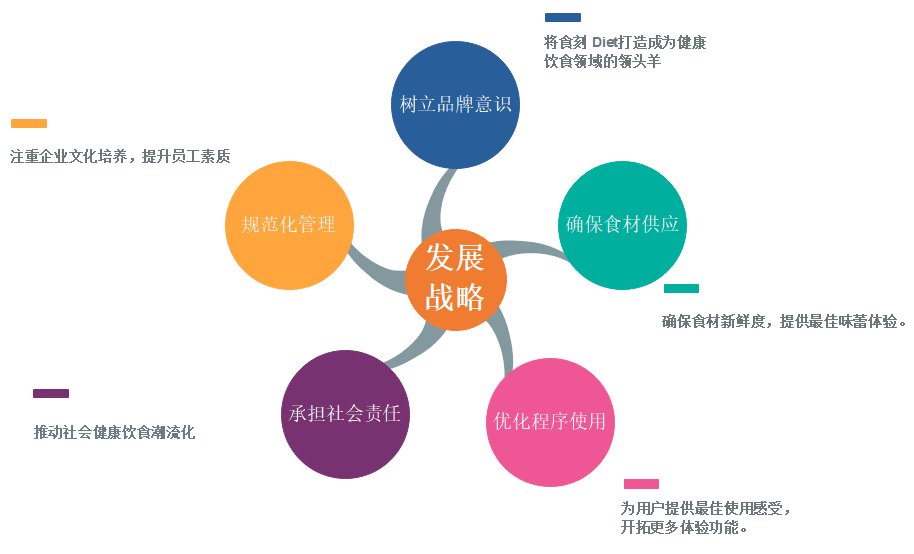 将食刻 Diet打造成为健康
饮食领域的领头羊
树立品牌意识
注重企业文化培养，提升员工素质
规范化管理
确保食材供应
发展
战略
确保食材新鲜度，提供最佳味蕾体验。
承担社会责任
优化程序使用
推动社会健康饮食潮流化
为用户提供最佳使用感受，
开拓更多体验功能。